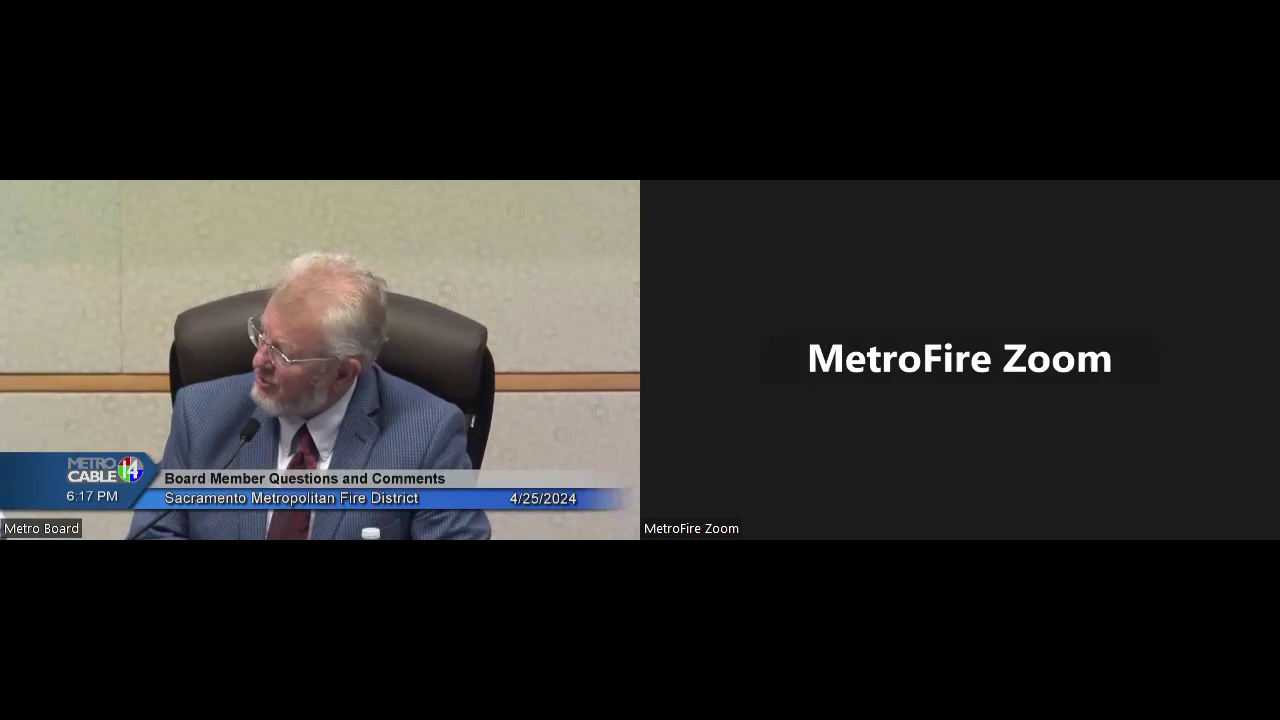 METRO
CABLE 14
6:17 PM
Board Member Questions and Comments
Sacramento Metropolitan Fire District 4/25/2024
Metro Board
MetroFire Zoom
MetroFire Zoom